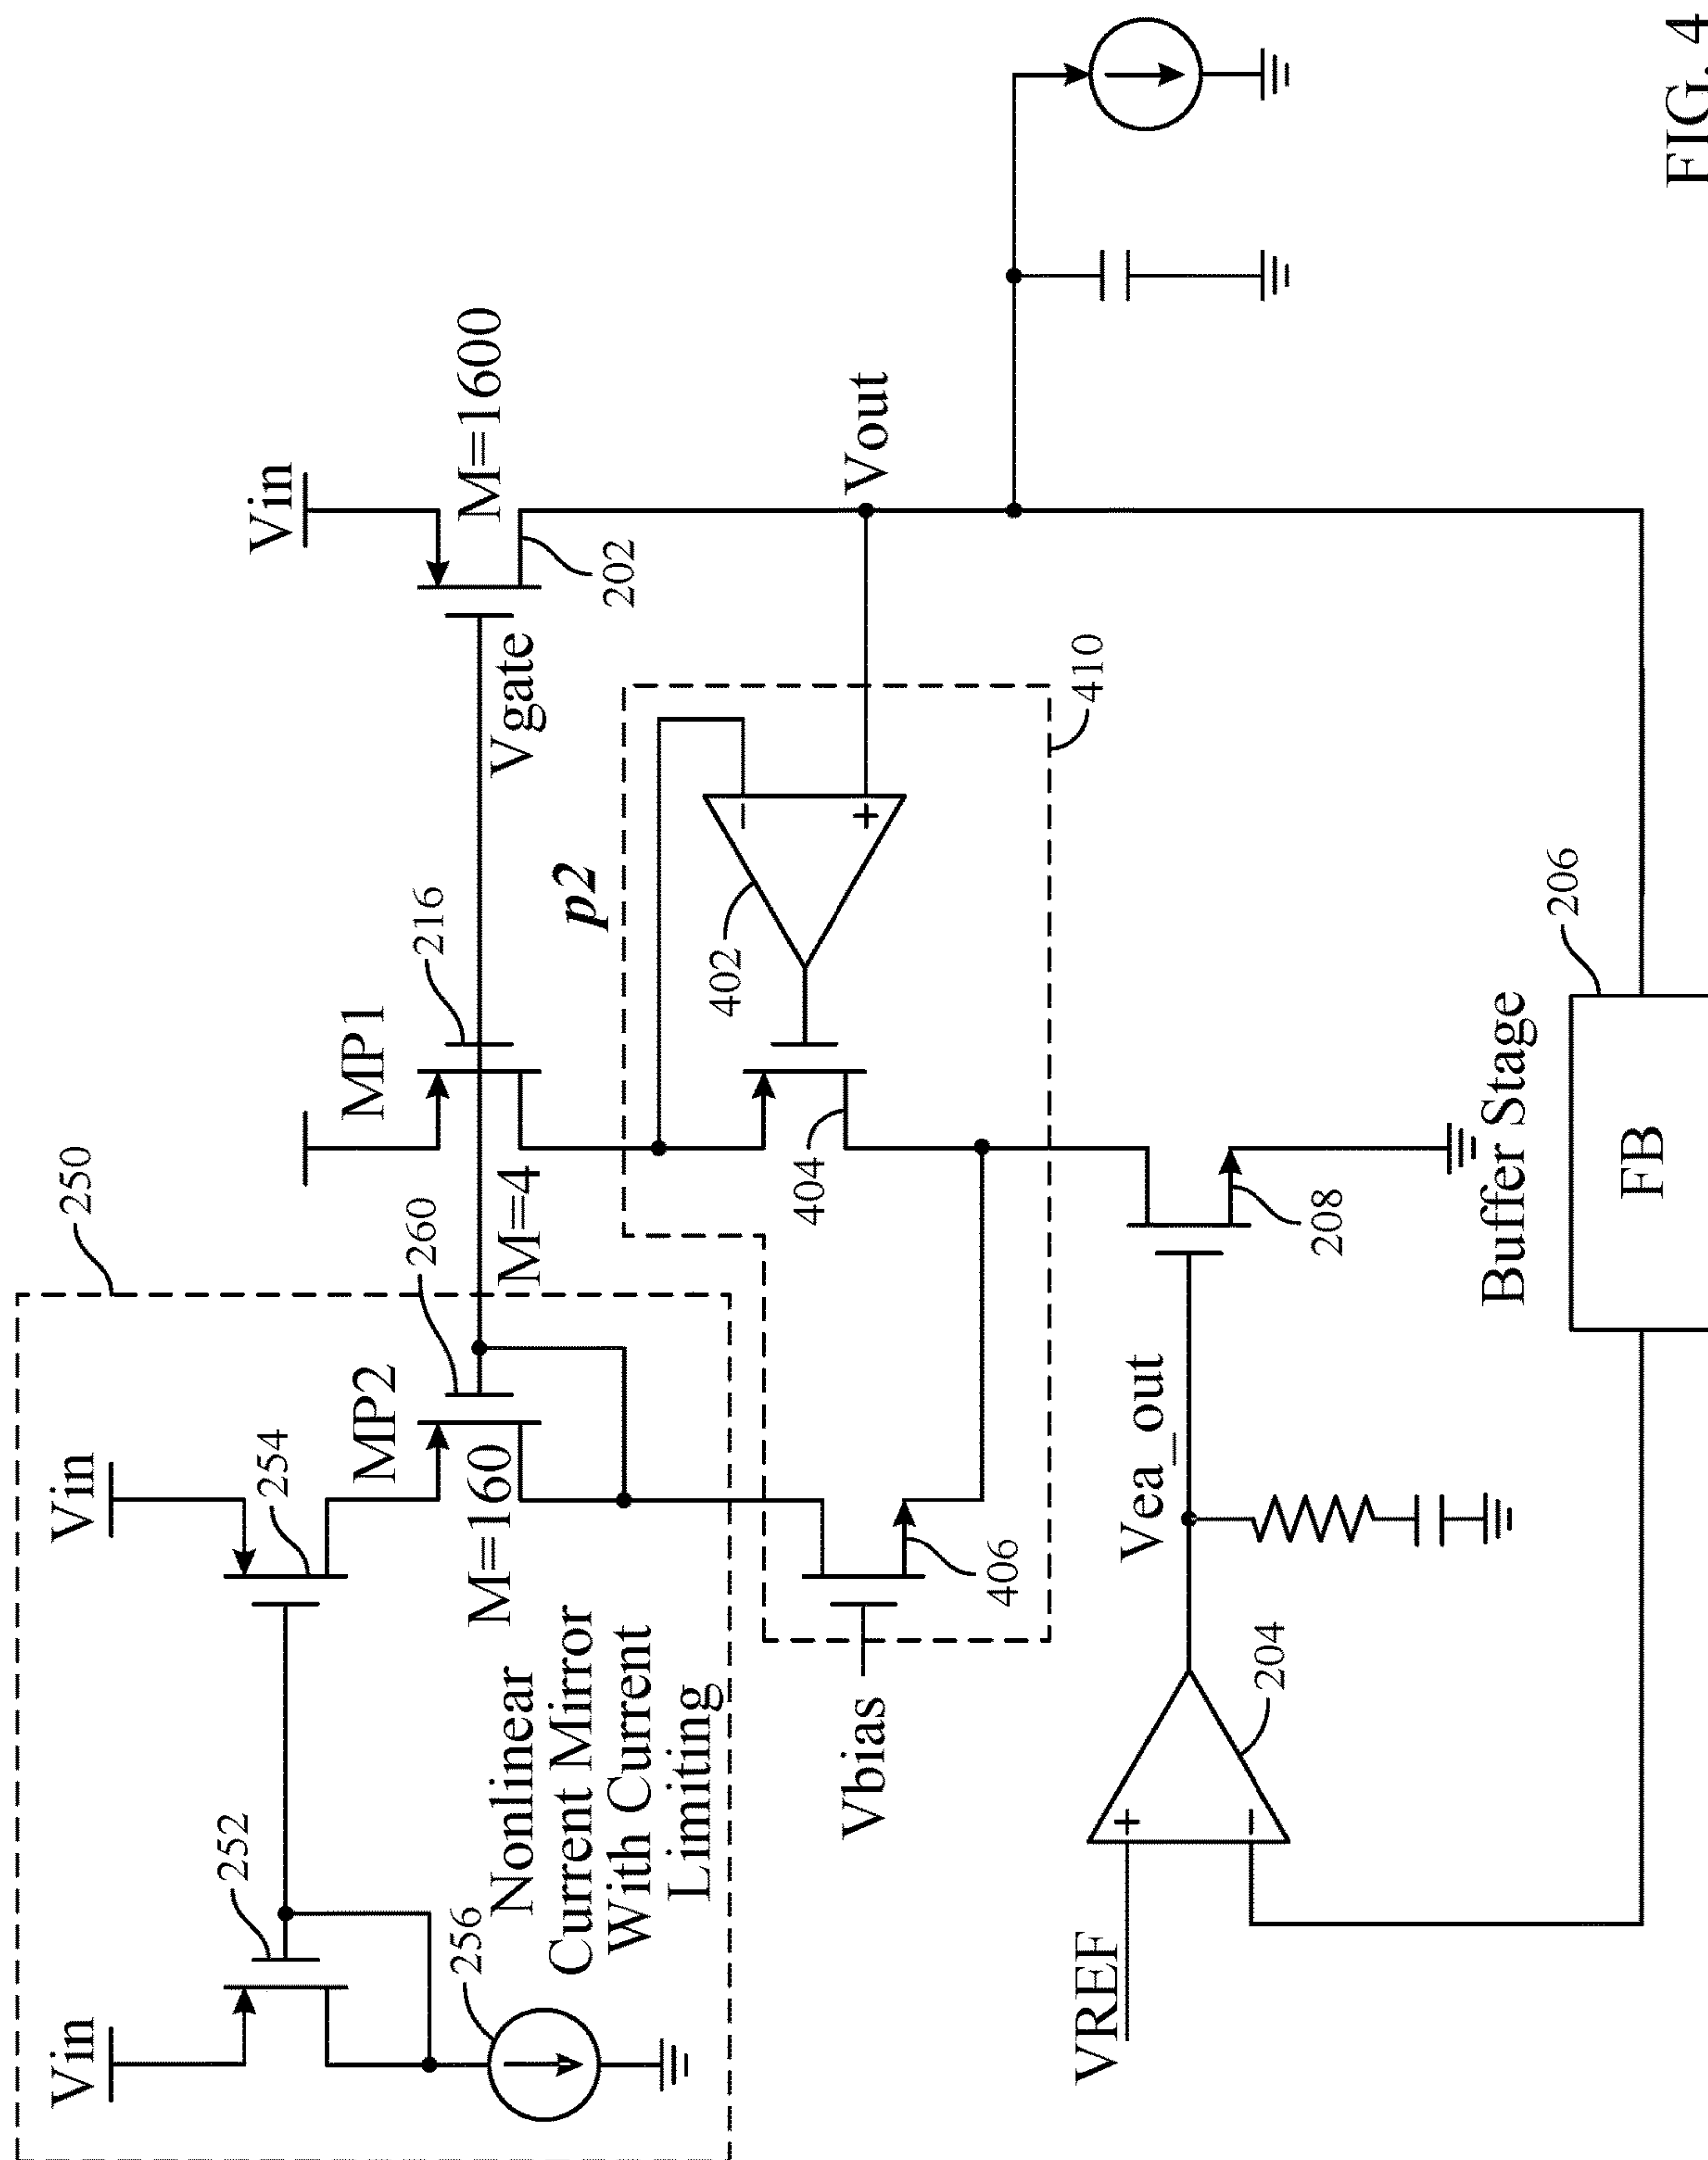 250
Vin
Vin
252
254
MP2
260
M=160
256
Nonlinear
Current Mirror
With Current
Limiting
MP1
216
M=4
Vin
M=1600
202
Vgate
p2
402
−
+
404
410
Vout
Vbias
406
VREF
+
−
204
Vea_out
208
Buffer Stage
206
FB
FIG. 4